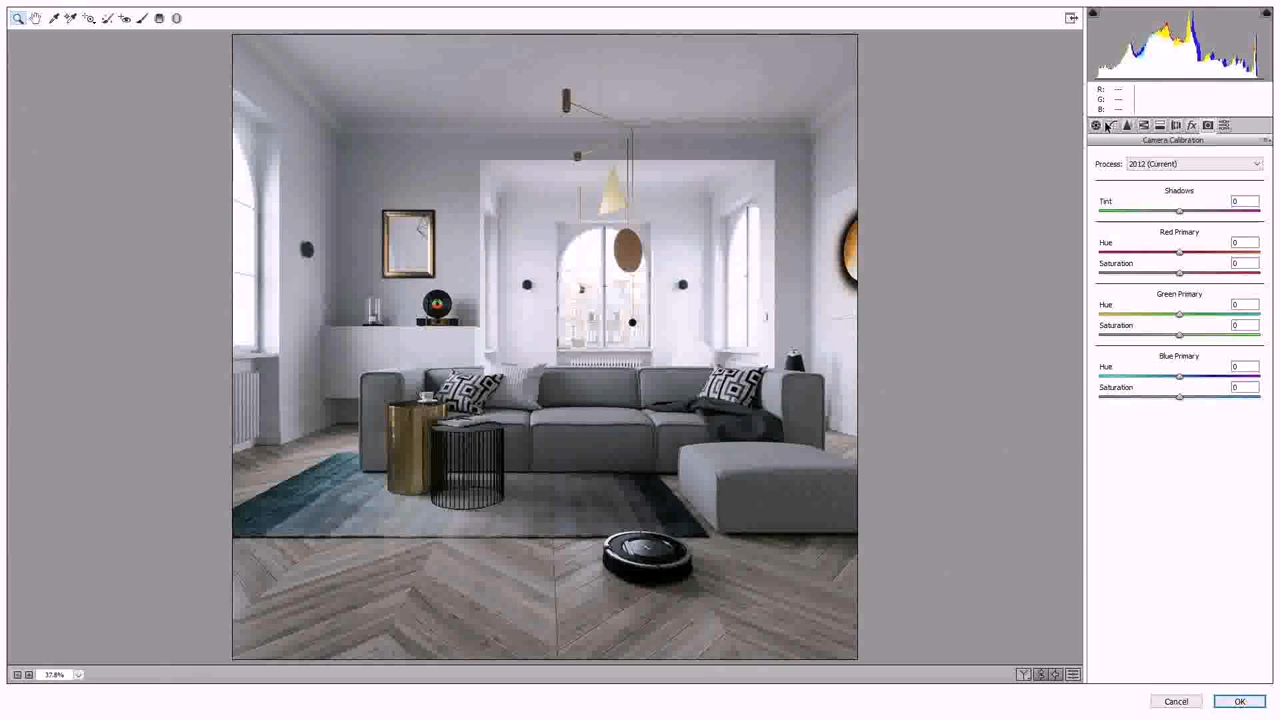 R: ---
G: ---
B: ---
fx
Camera Calibration
Process: 2012 (Current)
Shadows
Tint 0
Red Primary
Hue 0
Saturation 0
Green Primary
Hue 0
Saturation 0
Blue Primary
Hue 0
Saturation 0
37.8%
Y
Cancel OK